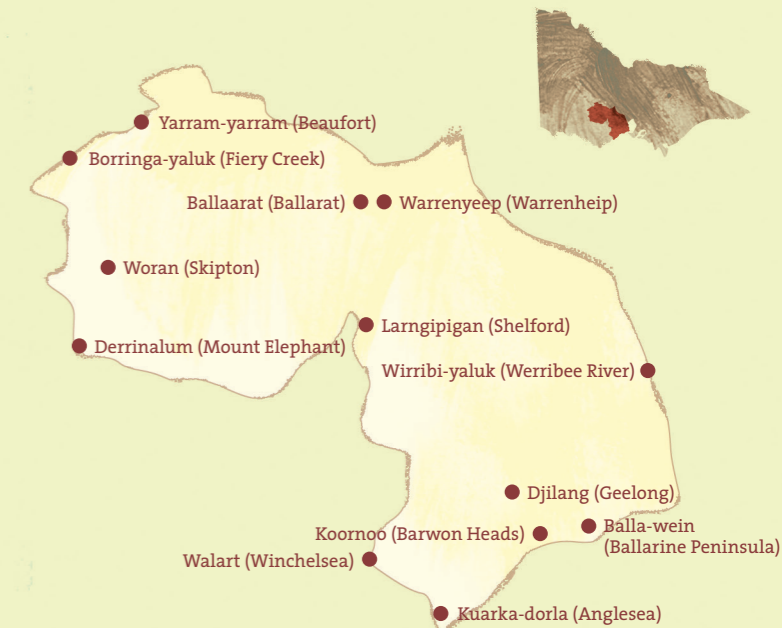 Yarram-yarram (Beaufort)
Borringa-yaluk (Fiery Creek)
Ballaarat (Ballarat)
Warrenyeep (Warrenheip)
Woran (Skipton)
Larngipigan (Shelford)
Derrinalum (Mount Elephant)
Wirribi-yaluk (Werribee River)
Djilang (Geelong)
Balla-wein
(Ballarine Peninsula)
Koornoo (Barwon Heads)
Walart (Winchelsea)
Kuarka-dorla (Anglesea)